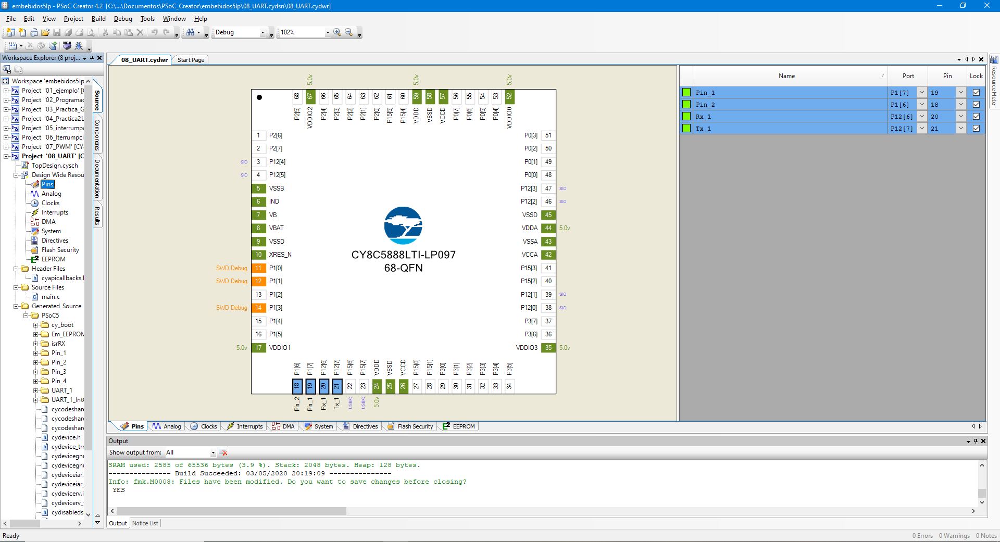 embebidos5lp - PSoC Creator 4.2  [C:\...\Documentos\PSoC_Creator\embebidos5lp\08_UART.cydsn\08_UART.cydwr]
File Edit View Project Build Debug Tools Window Help
Debug 102%
Workspace Explorer (8 proj...
08_UART.cydwr Start Page
Workspace 'embebidos5lp
Project '01_ejemplo' [C
Project '02_Programac
Project '03_Practica_G
Project '04_Practica2L
Project '05_interrumpc
Project '06_Iterrumpci
Project '07_PWM' [CY
Project '08_UART' [C
TopDesign.cysch
Design Wide Resou
Pins
Analog
Clocks
Interrupts
DMA
System
Directives
Flash Security
EEPROM
Header Files
cyapicallbacks.h
Source Files
main.c
Generated_Source
PSoC5
cy_boot
Em_EEPROM
isrRX
Pin_1
Pin_2
Pin_3
Pin_4
UART_1
UART_1_Int
cycodeshar
cycodeshar
cycodeshar
cydevice.h
cydevice_trr
cydevicegnu
cydevicegnu
cydeviceiar.
cydeviceiar_
cydevicerv.i
cydevicerv_
cydisableds
Source
Components
Documentation
Results
5.0v 5.0v 5.0v
68 67 66 65 64 63 62 61 60 59 58 57 56 55 54 53 52
P2[5] VDDIO2 P2[4] P2[3] P2[2] P2[1] P2[0] P15[5] P15[4] VDDD VSSD VCCD P0[7] P0[6] P0[5] P0[4] VDDIO0
1 P2[6]
2 P2[7]
SIO 3 P12[4]
SIO 4 P12[5]
5 VSSB
6 IND
7 VB
8 VBAT
9 VSSD
10 XRES_N
SWD Debug 11 P1[0]
SWD Debug 12 P1[1]
13 P1[2]
SWD Debug 14 P1[3]
15 P1[4]
16 P1[5]
5.0v 17 VDDIO1
CY8C5888LTI-LP097
68-QFN
P0[3] 51
P0[2] 50
P0[1] 49
P0[0] 48
P12[3] 47 SIO
P12[2] 46 SIO
VSSD 45
VDDA 44 5.0v
VSSA 43
VCCA 42
P15[3] 41
P15[2] 40
P12[1] 39 SIO
P12[0] 38 SIO
P3[7] 37
P3[6] 36
VDDIO3 35 5.0v
P1[6] P1[7] P12[6] P12[7] P15[6] P15[7] VDDD VSSD VCCD P15[0] P15[1] P3[0] P3[1] P3[2] P3[3] P3[4] P3[5]
18 19 20 21 22 23 24 25 26 27 28 29 30 31 32 33 34
Pin_2 Pin_1 Rx_1 Tx_1 USBIO USBIO 5.0v
Name / Port Pin Lock
Pin_1 P1[7] 19
Pin_2 P1[6] 18
Rx_1 P12[6] 20
Tx_1 P12[7] 21
Resource Meter
Pins Analog Clocks Interrupts DMA System Directives Flash Security EEPROM
Output
Show output from: All
SRAM used: 2585 of 65536 bytes (3.9 %). Stack: 2048 bytes. Heap: 128 bytes.
--------------- Build Succeeded: 03/05/2020 20:19:09 ---------------
Info: fmk.M0008: Files have been modified. Do you want to save changes before closing?
YES
Output Notice List
Ready 0 Errors 0 Warnings 0 Notes